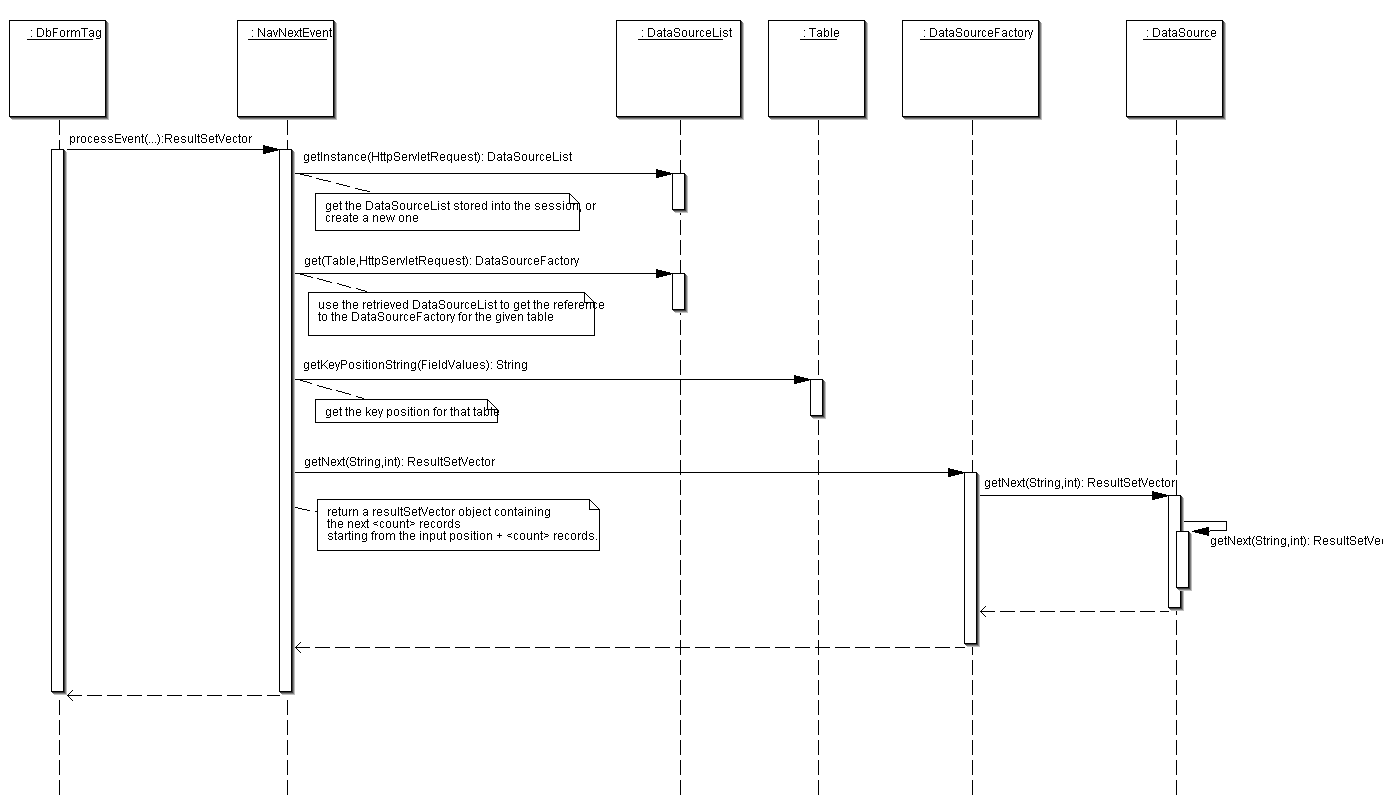 : DbFormTag
: NavNextEvent
: DataSourceList
: Table
: DataSourceFactory
: DataSource
processEvent(...):ResultSetVector
getInstance(HttpServletRequest): DataSourceList
get the DataSourceList stored into the session, or
create a new one
get(Table,HttpServletRequest): DataSourceFactory
use the retrieved DataSourceList to get the reference
to the DataSourceFactory for the given table
getKeyPositionString(FieldValues): String
get the key position for that table
getNext(String,int): ResultSetVector
getNext(String,int): ResultSetVector
return a resultSetVector object containing
the next <count> records
starting from the input position + <count> records.
getNext(String,int):